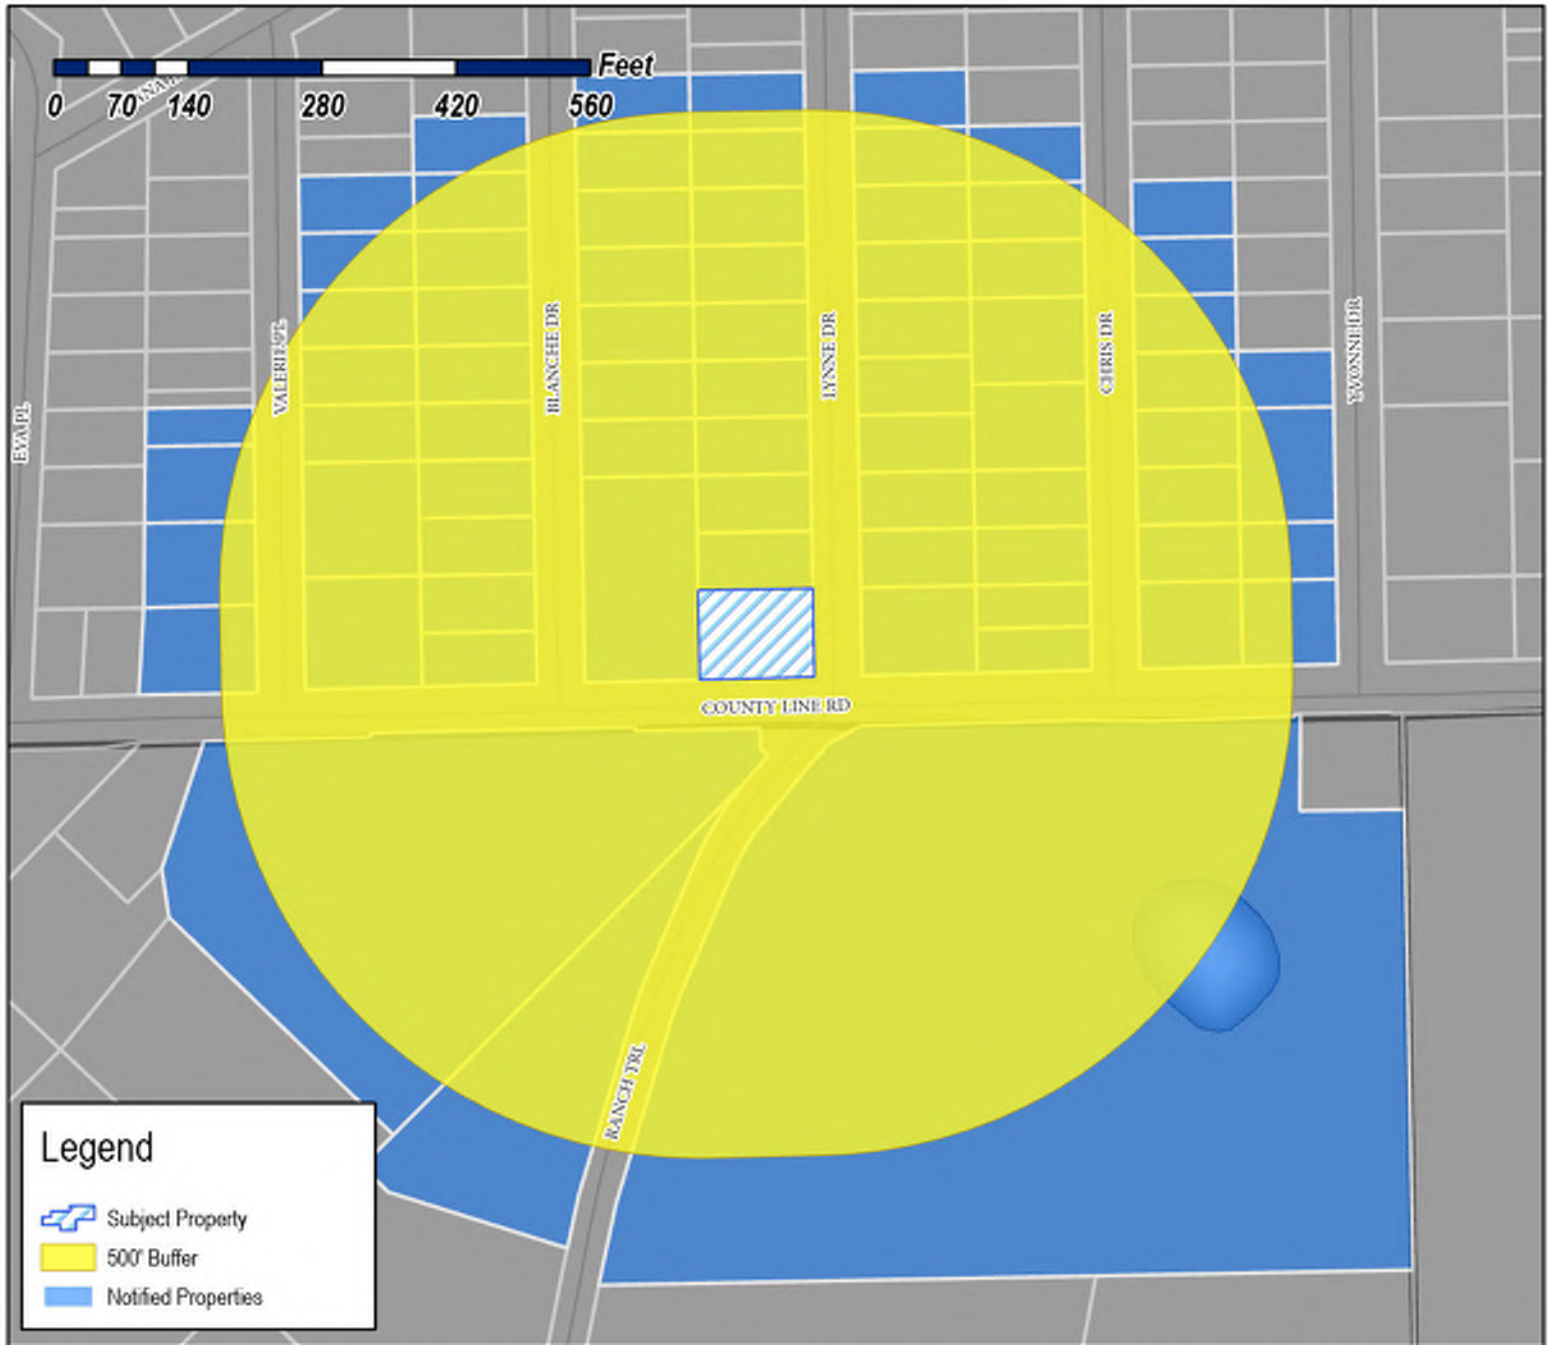 Feet
0 70 140 280 420 560
EVA PL
VALERIE PL
BLANCHE DR
LYNNE DR
CHRIS DR
YVONNE DR
COUNTY LINE RD
RANCH TRL
Legend
Subject Property
500' Buffer
Notified Properties